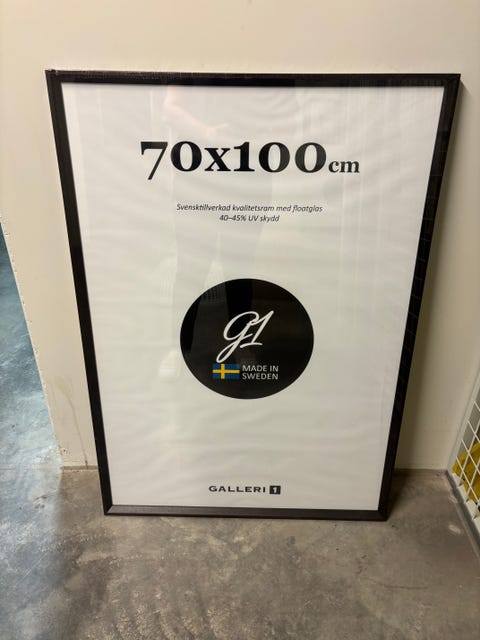 70x100cm
Svensktillverkad kvalitetsram med floatglas
40–45% UV skydd
G1
MADE IN
SWEDEN
GALLERI 1